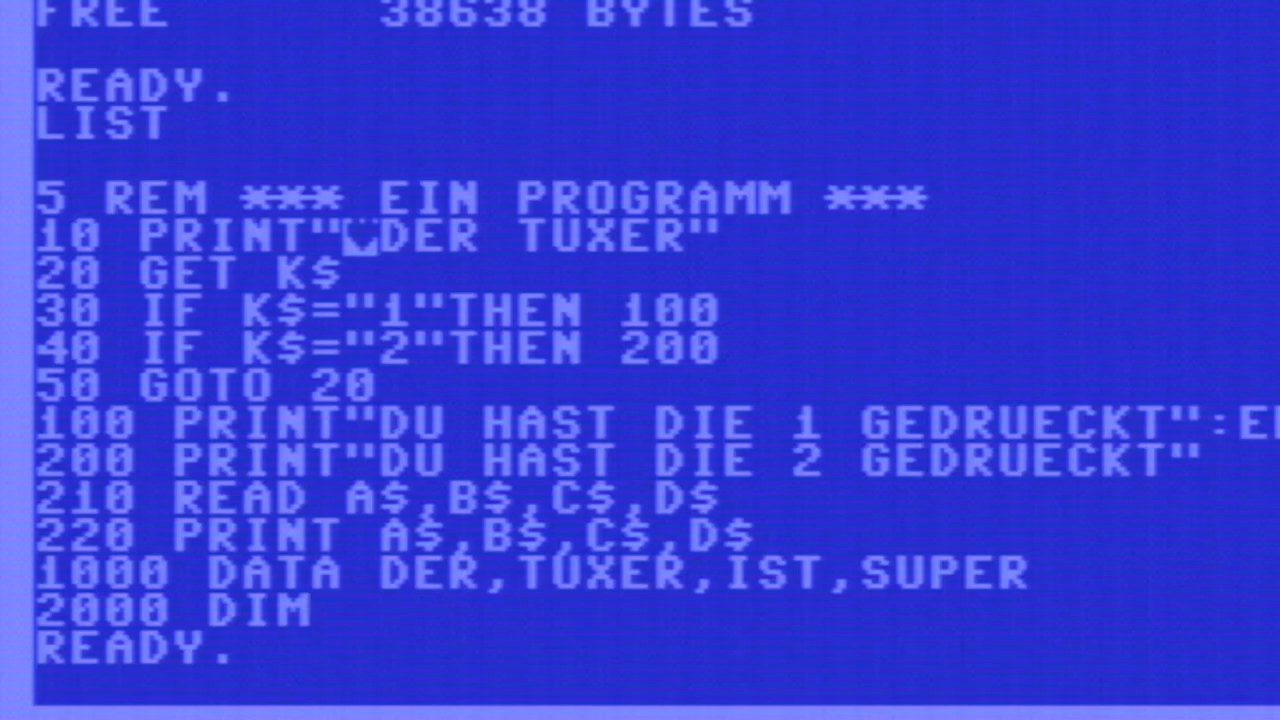 FREE 38638 BYTES
READY.
LIST
5 REM *** EIN PROGRAMM ***
10 PRINT"♥DER TUXER"
20 GET K$
30 IF K$="1"THEN 100
40 IF K$="2"THEN 200
50 GOTO 20
100 PRINT"DU HAST DIE 1 GEDRUECKT":
200 PRINT"DU HAST DIE 2 GEDRUECKT"
210 READ A$,B$,C$,D$
220 PRINT A$,B$,C$,D$
1000 DATA DER,TUXER,IST,SUPER
2000 DIM
READY.